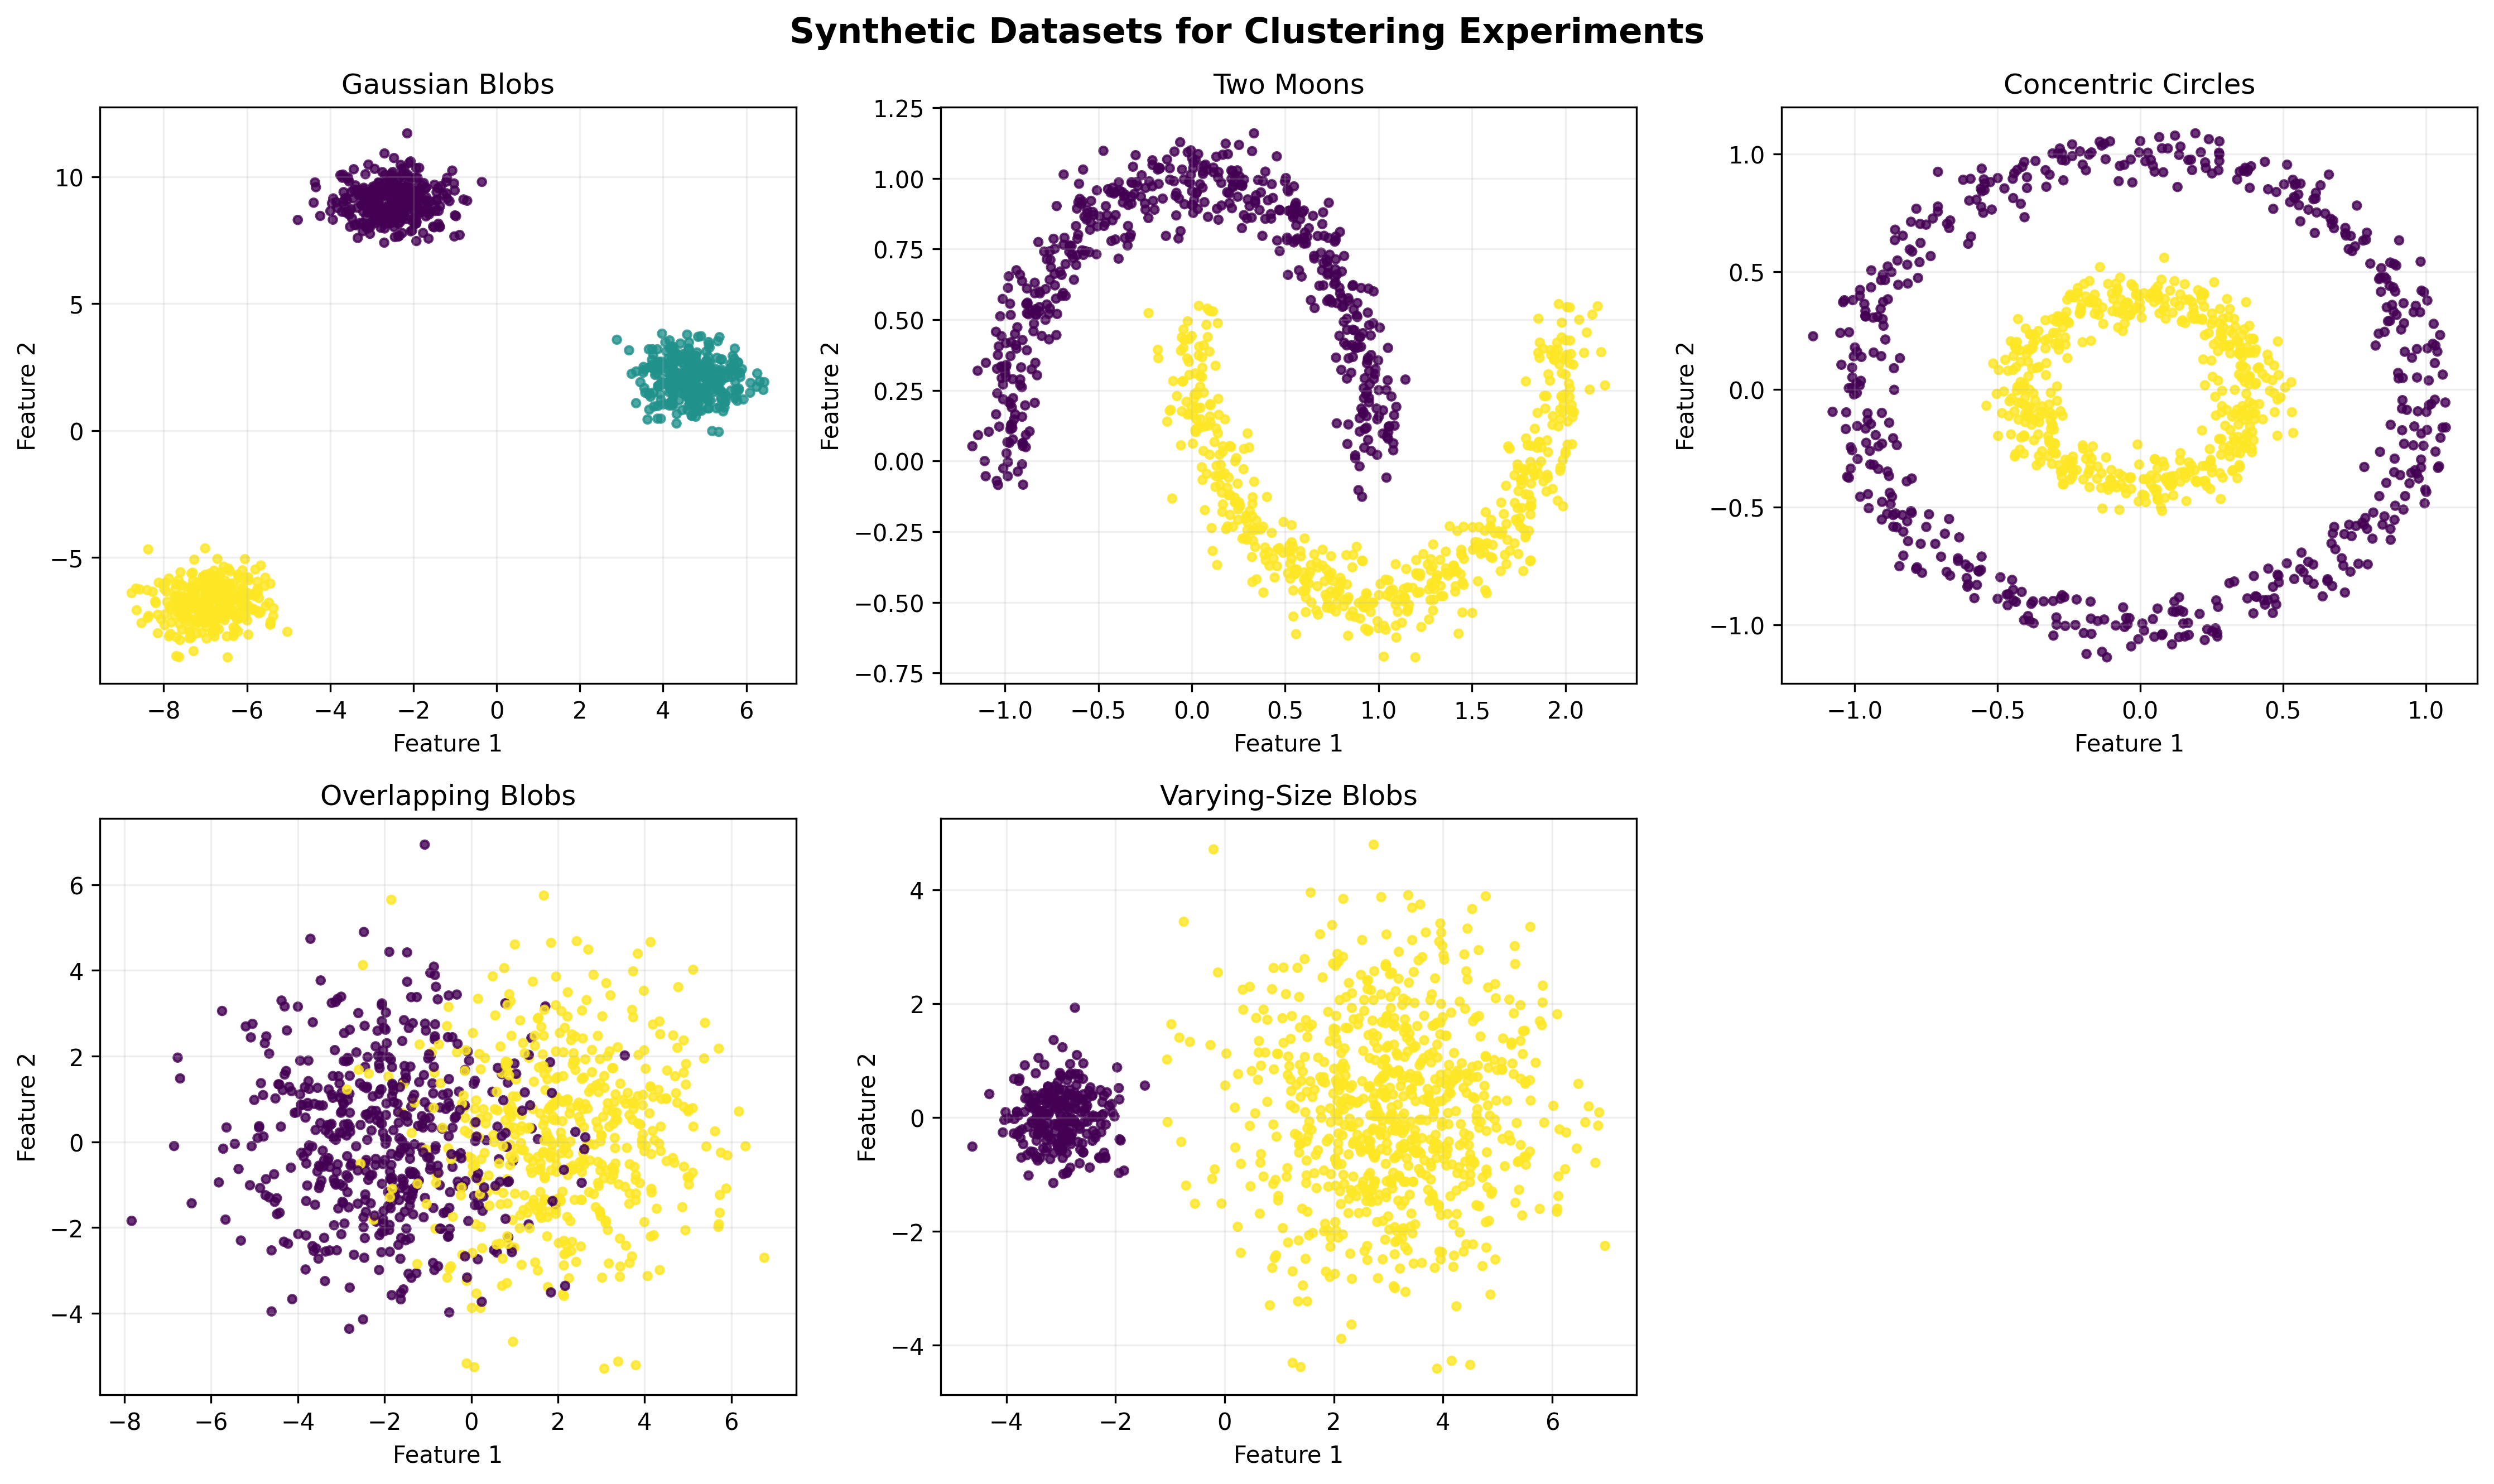 Synthetic Datasets for Clustering Experiments
Gaussian Blobs
10
5
0
−5
Feature 2
−8 −6 −4 −2 0 2 4 6
Feature 1
Two Moons
1.25
1.00
0.75
0.50
0.25
0.00
−0.25
−0.50
−0.75
Feature 2
−1.0 −0.5 0.0 0.5 1.0 1.5 2.0
Feature 1
Concentric Circles
1.0
0.5
0.0
−0.5
−1.0
Feature 2
−1.0 −0.5 0.0 0.5 1.0
Feature 1
Overlapping Blobs
6
4
2
0
−2
−4
Feature 2
−8 −6 −4 −2 0 2 4 6
Feature 1
Varying-Size Blobs
4
2
0
−2
−4
Feature 2
−4 −2 0 2 4 6
Feature 1